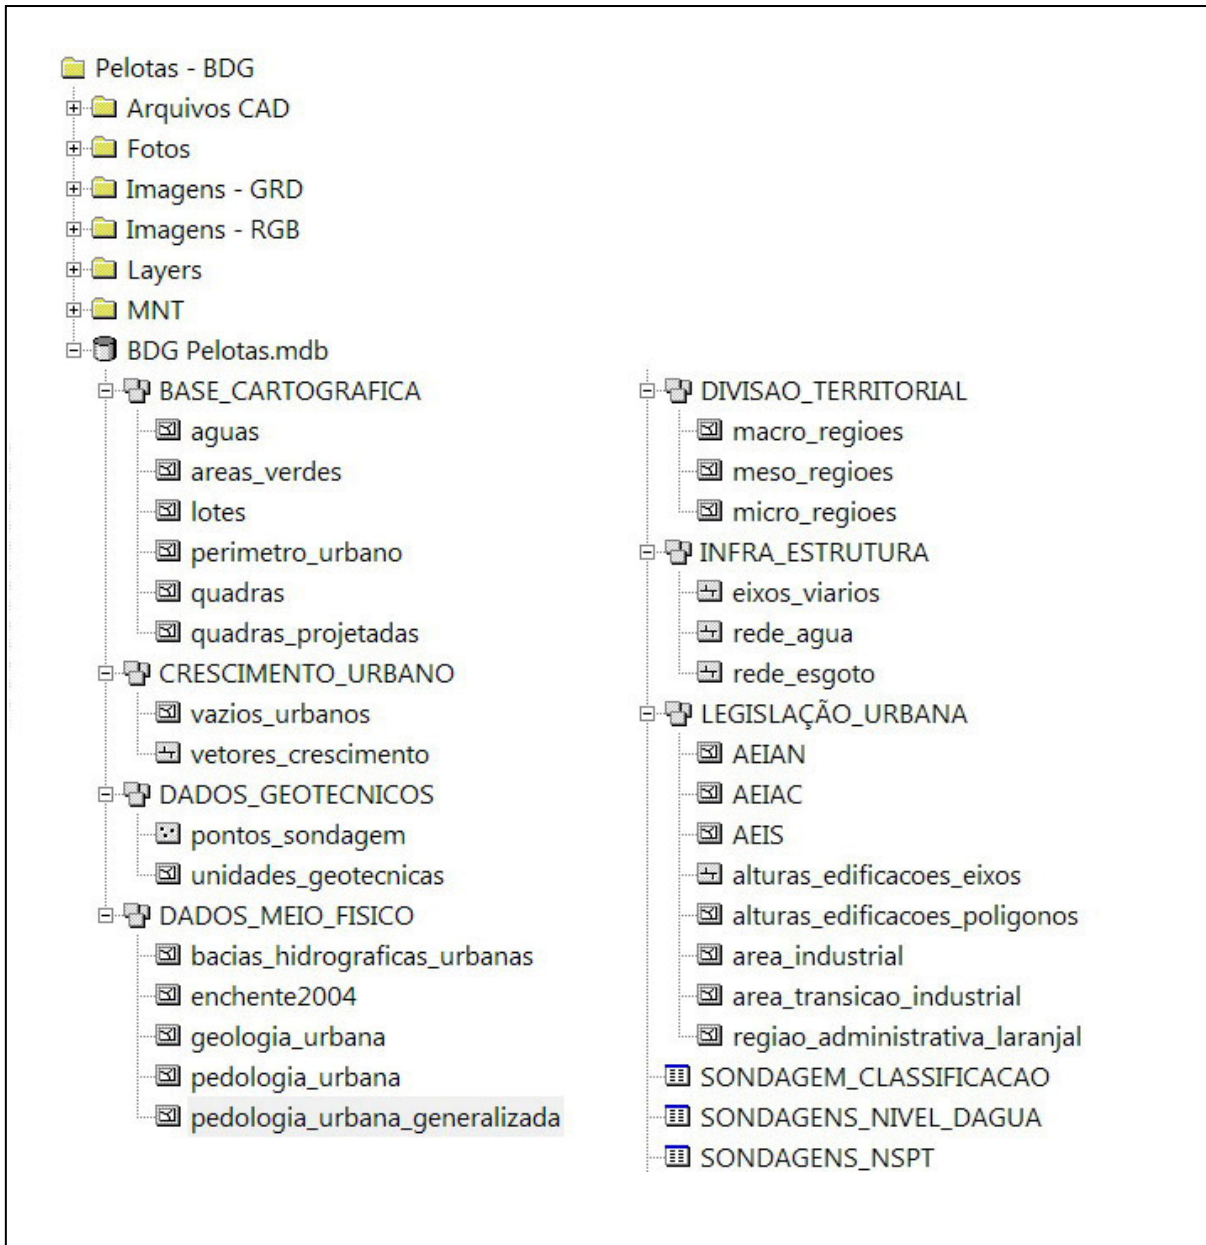 Pelotas - BDG
Arquivos CAD
Fotos
Imagens - GRD
Imagens - RGB
Layers
MNT
BDG Pelotas.mdb
BASE_CARTOGRAFICA
aguas
areas_verdes
lotes
perimetro_urbano
quadras
quadras_projetadas
CRESCIMENTO_URBANO
vazios_urbanos
vetores_crescimento
DADOS_GEOTECNICOS
pontos_sondagem
unidades_geotecnicas
DADOS_MEIO_FISICO
bacias_hidrograficas_urbanas
enchente2004
geologia_urbana
pedologia_urbana
pedologia_urbana_generalizada
DIVISAO_TERRITORIAL
macro_regioes
meso_regioes
micro_regioes
INFRA_ESTRUTURA
eixos_viarios
rede_agua
rede_esgoto
LEGISLAÇÃO_URBANA
AEIAN
AEIAC
AEIS
alturas_edificacoes_eixos
alturas_edificacoes_poligonos
area_industrial
area_transicao_industrial
regiao_administrativa_laranjal
SONDAGEM_CLASSIFICACAO
SONDAGENS_NIVEL_DAGUA
SONDAGENS_NSPT